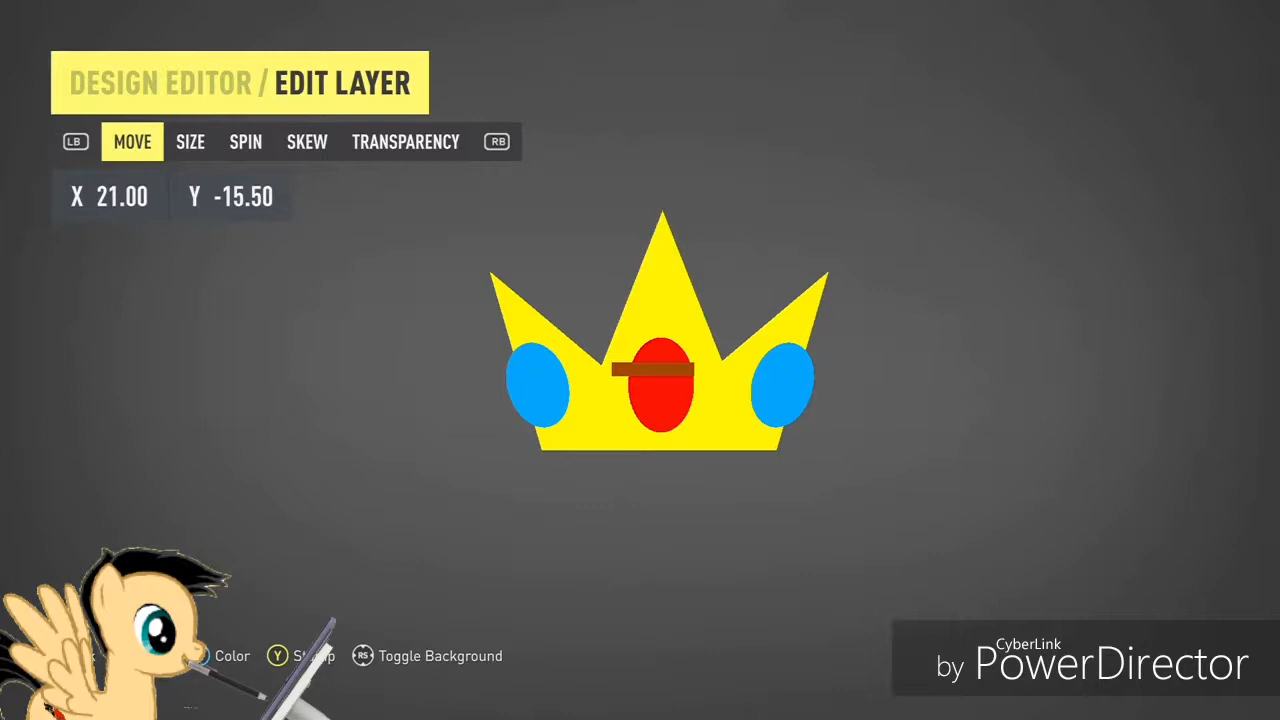 DESIGN EDITOR / EDIT LAYER
LB MOVE SIZE SPIN SKEW TRANSPARENCY RB
X 21.00 Y -15.50
Color Y RS Toggle Background
CyberLink
by PowerDirector